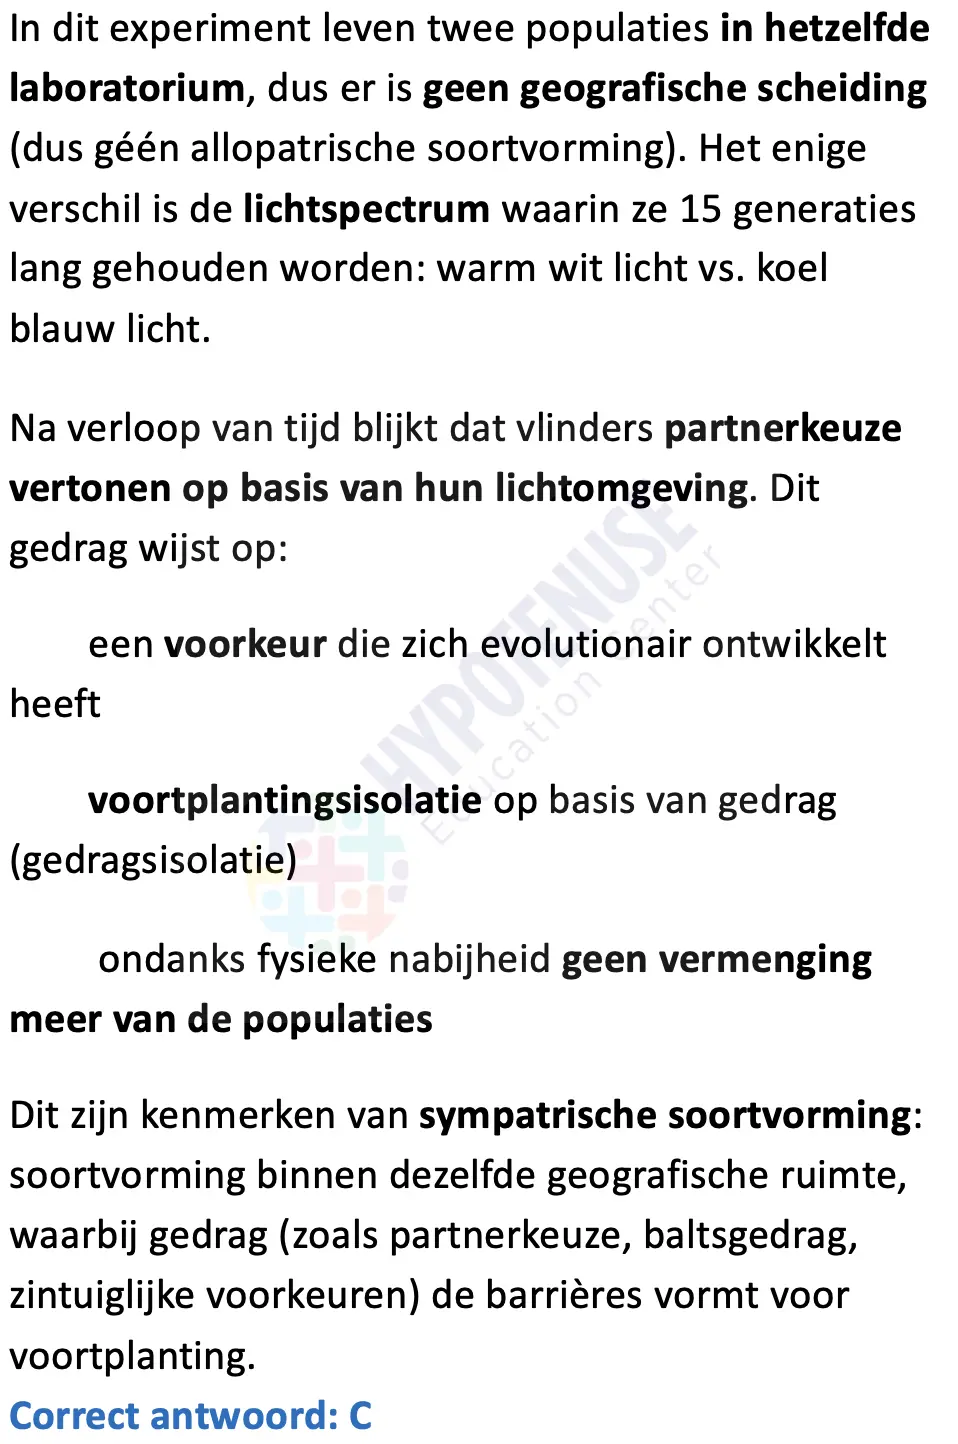 In dit experiment leven twee populaties in hetzelfde
laboratorium, dus er is geen geografische scheiding
(dus géén allopatrische soortvorming). Het enige
verschil is de lichtspectrum waarin ze 15 generaties
lang gehouden worden: warm wit licht vs. koel
blauw licht.
Na verloop van tijd blijkt dat vlinders partnerkeuze
vertonen op basis van hun lichtomgeving. Dit
gedrag wijst op:
een voorkeur die zich evolutionair ontwikkelt
heeft
voortplantingsisolatie op basis van gedrag
(gedragsisolatie)
ondanks fysieke nabijheid geen vermenging
meer van de populaties
Dit zijn kenmerken van sympatrische soortvorming:
soortvorming binnen dezelfde geografische ruimte,
waarbij gedrag (zoals partnerkeuze, baltsgedrag,
zintuiglijke voorkeuren) de barrières vormt voor
voortplanting.
Correct antwoord: C
HYPOTENUSE
Education Center